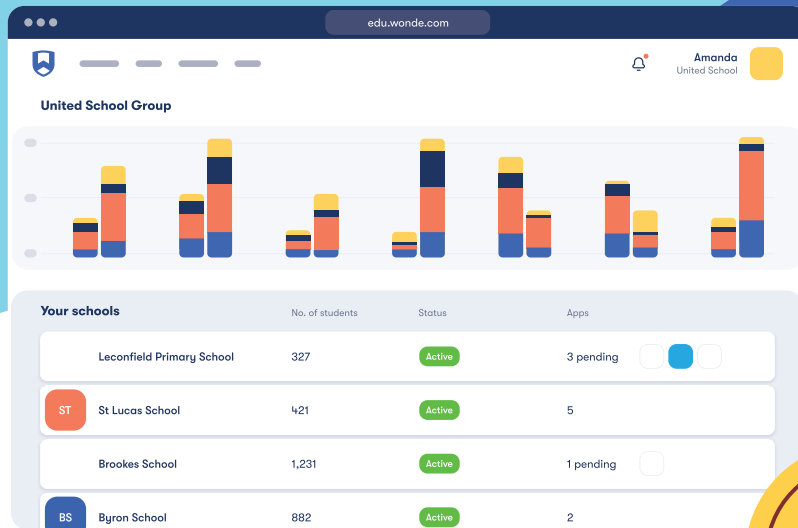 edu.wonde.com
Amanda
United School
United School Group
Your schools No. of students Status Apps
Leconfield Primary School 327 Active 3 pending
ST St Lucas School 421 Active 5
Brookes School 1,231 Active 1 pending
BS Byron School 882 Active 2